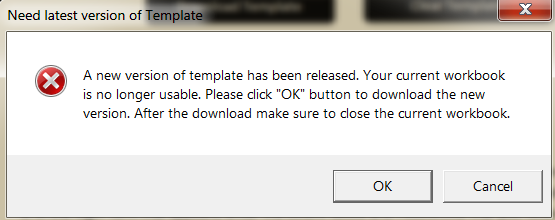 Need latest version of Template
A new version of template has been released. Your current workbook
is no longer usable. Please click "OK" button to download the new
version. After the download make sure to close the current workbook.
OK
Cancel